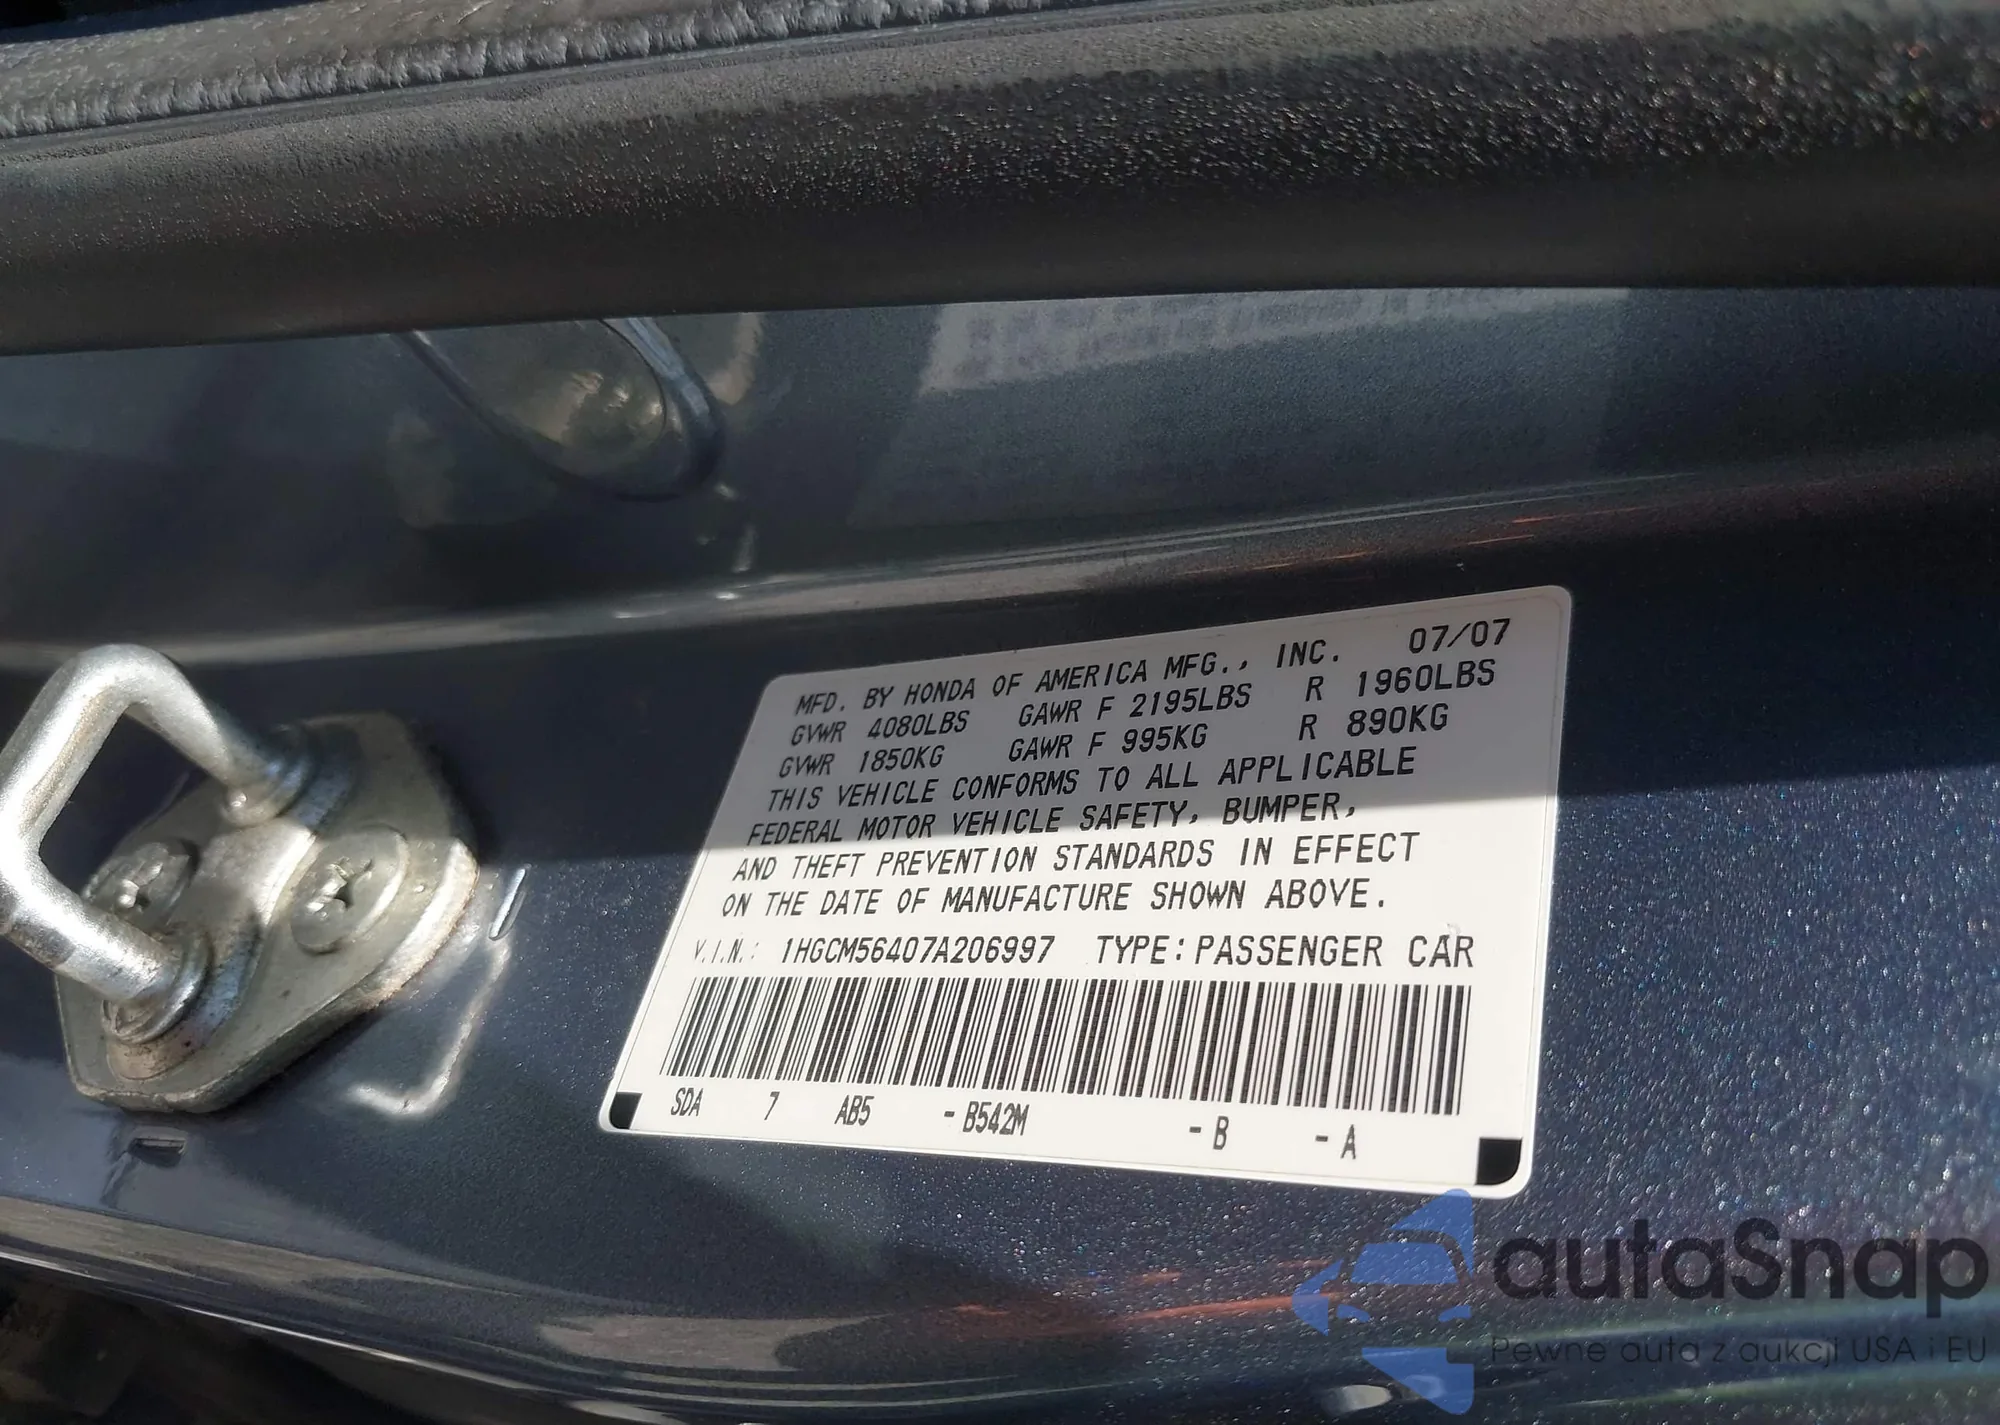 MFD. BY HONDA OF AMERICA MFG., INC. 07/07
GVWR 4080LBS GAWR F 2195LBS R 1960LBS
GVWR 1850KG GAWR F 995KG R 890KG
THIS VEHICLE CONFORMS TO ALL APPLICABLE
FEDERAL MOTOR VEHICLE SAFETY, BUMPER,
AND THEFT PREVENTION STANDARDS IN EFFECT
ON THE DATE OF MANUFACTURE SHOWN ABOVE.
V.I.N.: 1HGCM56407A206997 TYPE: PASSENGER CAR
SDA 7 AB5 -B542M -B -A
autaSnap
Pewne auta z aukcji USA i EU